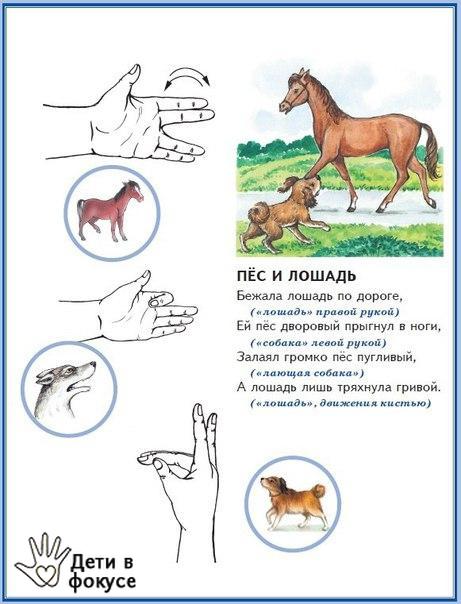 ПЁС И ЛОШАДЬ
Бежала лошадь по дороге,
(«лошадь» правой рукой)
Ей пёс дворовый прыгнул в ноги,
(«собака» левой рукой)
Залаял громко пёс пугливый,
(«лающая собака»)
А лошадь лишь тряхнула гривой.
(«лошадь», движения кистью)
Дети в
фокусе